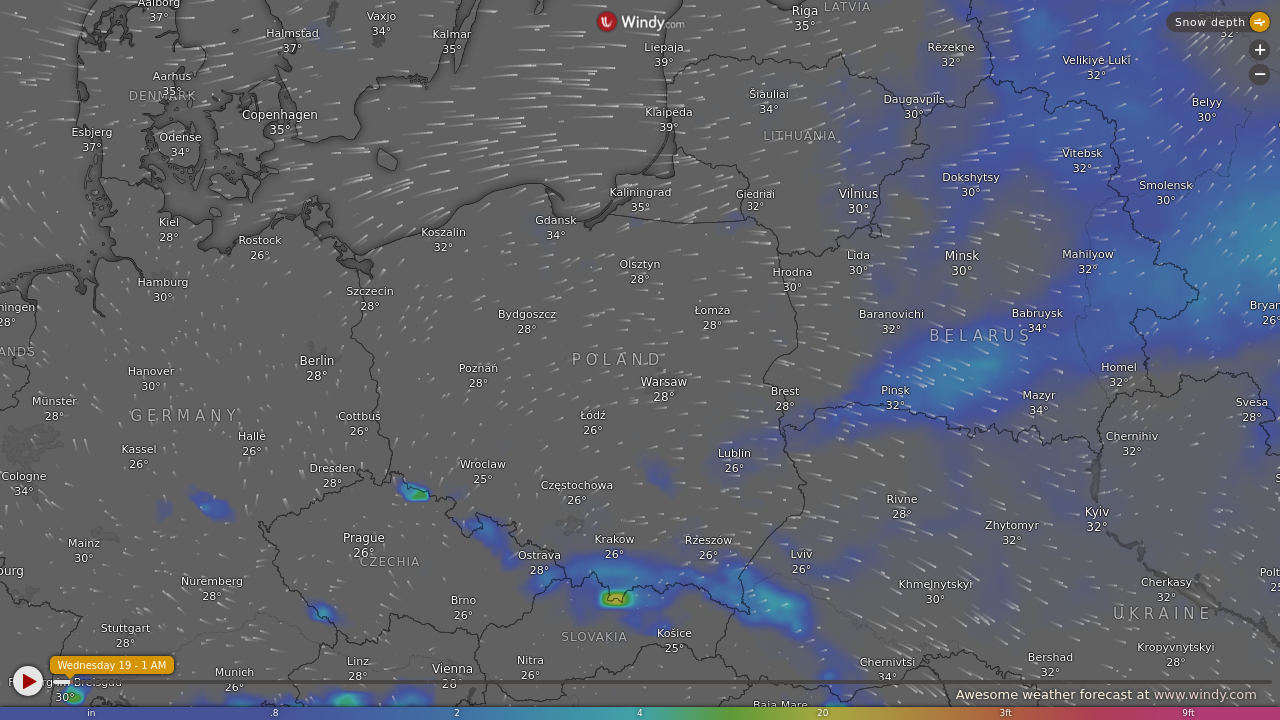 Aalborg
37°
Halmstad
37°
Vaxjo
34°
Kalmar
35°
Windy.com
Liepaja
39°
Riga
35°
LATVIA
Rēzekne
32°
Velikiye Luki
32°
Snow depth
32°
+
−
Aarhus
35°
DENMARK
Copenhagen
35°
Esbjerg
37°
Odense
34°
Klaipėda
39°
Šiauliai
34°
LITHUANIA
Daugavpils
30°
Belyy
30°
Vitebsk
32°
Kaliningrad
35°
Giedriai
32°
Vilnius
30°
Dokshytsy
30°
Smolensk
30°
Kiel
28°
Rostock
26°
Koszalin
32°
Gdansk
34°
Olsztyn
28°
Hrodna
30°
Lida
30°
Minsk
30°
Mahilyow
32°
Hamburg
30°
Szczecin
28°
Bydgoszcz
28°
Łomża
28°
Baranovichi
32°
Babruysk
34°
Bryan
26°
ningen
28°
ANDS
BELARUS
Hanover
30°
Berlin
28°
POLAND
Poznań
28°
Warsaw
28°
Brest
28°
Pinsk
32°
Homel
32°
Mazyr
34°
Svesa
28°
Münster
28°
GERMANY
Cottbus
26°
Łódź
26°
Kassel
26°
Halle
26°
Chernihiv
32°
Cologne
34°
Dresden
28°
Wroclaw
25°
Częstochowa
26°
Lublin
26°
Rivne
28°
Zhytomyr
32°
Kyiv
32°
Mainz
30°
Prague
26°
CZECHIA
Ostrava
28°
Krakow
26°
Rzeszow
26°
Lviv
26°
burg
Nuremberg
28°
Brno
26°
Khmelnytskyi
30°
Cherkasy
32°
Polt
UKRAINE
Stuttgart
28°
SLOVAKIA
Košice
25°
Kropyvnytskyi
28°
Wednesday 19 - 1 AM
Munich
26°
Linz
28°
Vienna
28°
Nitra
26°
Chernivtsi
34°
Bershad
32°
30°
Baia Mare
Awesome weather forecast at www.windy.com
in .8 2 4 20 3ft 9ft